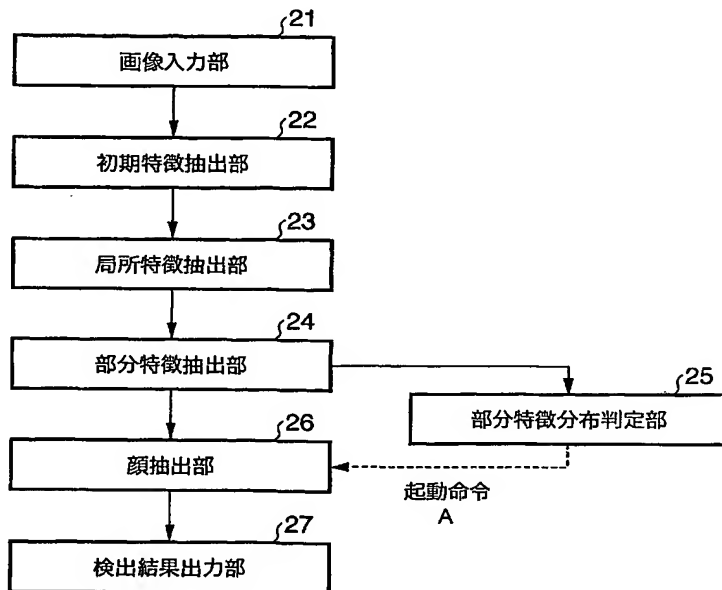 21
画像入力部
22
初期特徴抽出部
23
局所特徴抽出部
24
部分特徴抽出部
25
部分特徴分布判定部
26
顔抽出部
起動命令
A
27
検出結果出力部